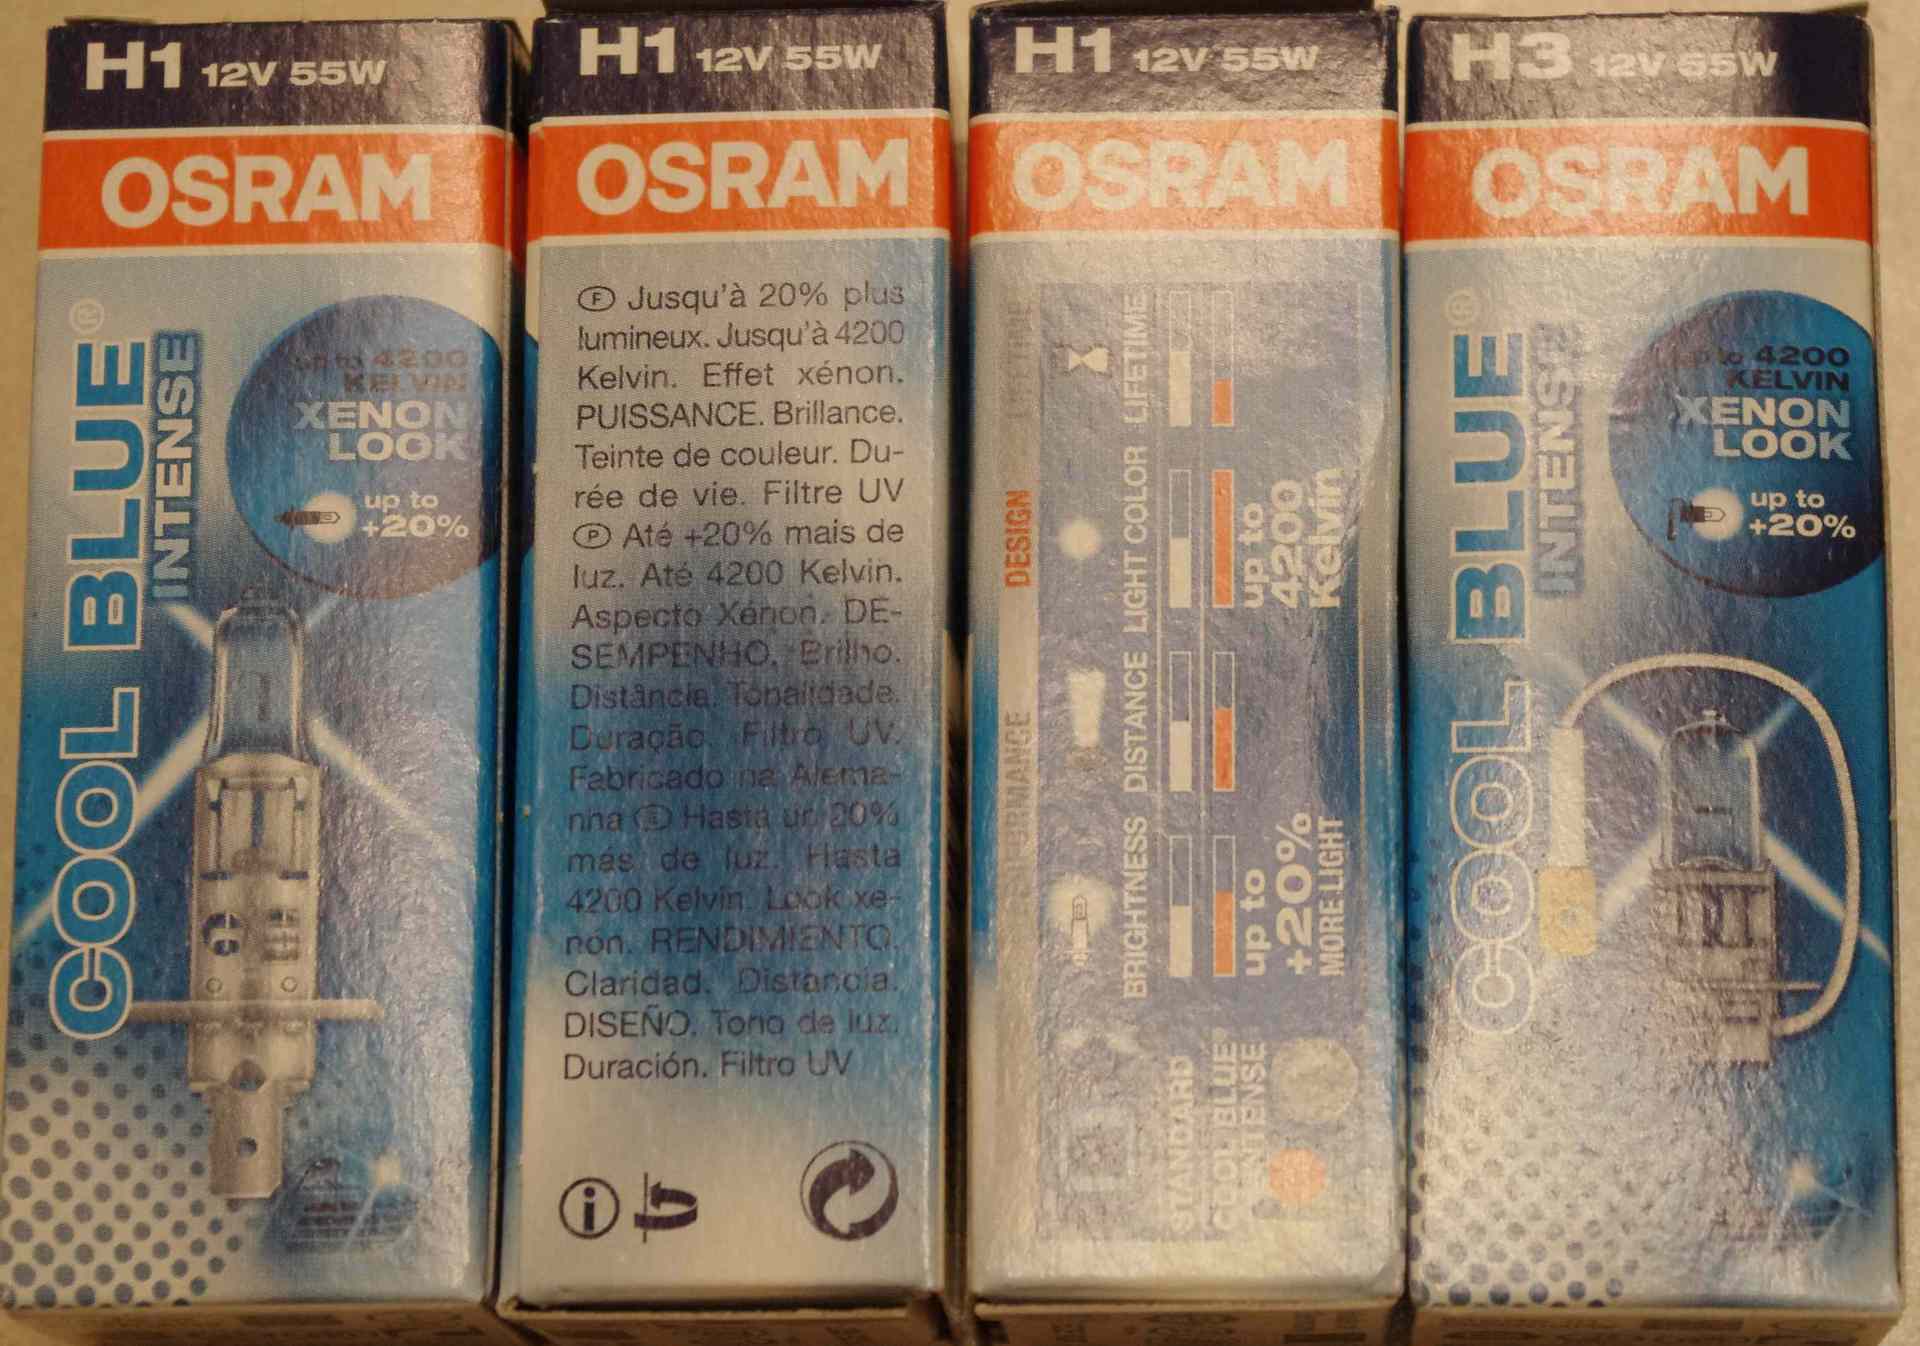 H1 12V 55W
OSRAM
COOL BLUE®
INTENSE
up to 4200
KELVIN
XENON
LOOK
up to
+20%
H1 12V 55W
OSRAM
F Jusqu'à 20% plus
lumineux. Jusqu'à 4200
Kelvin. Effet xénon.
PUISSANCE. Brillance.
Teinte de couleur. Du-
rée de vie. Filtre UV
P Até +20% mais de
luz. Até 4200 Kelvin.
Aspecto Xénon. DE-
SEMPENHO. Brilho.
Distância. Tonalidade.
Duração. Filtro UV.
Fabricado na Alema-
nha E Hasta un 20%
más de luz. Hasta
4200 Kelvin. Look xe-
nón. RENDIMIENTO.
Claridad. Distancia.
DISEÑO. Tono de luz.
Duración. Filtro UV
H1 12V 55W
OSRAM
PERFORMANCE
DESIGN
LIFETIME
BRIGHTNESS
DISTANCE
LIGHT COLOR
LIFETIME
STANDARD
COOL BLUE®
INTENSE
up to
+20%
MORE LIGHT
up to
4200
Kelvin
H3 12V 55W
OSRAM
COOL BLUE®
INTENSE
up to 4200
KELVIN
XENON
LOOK
up to
+20%